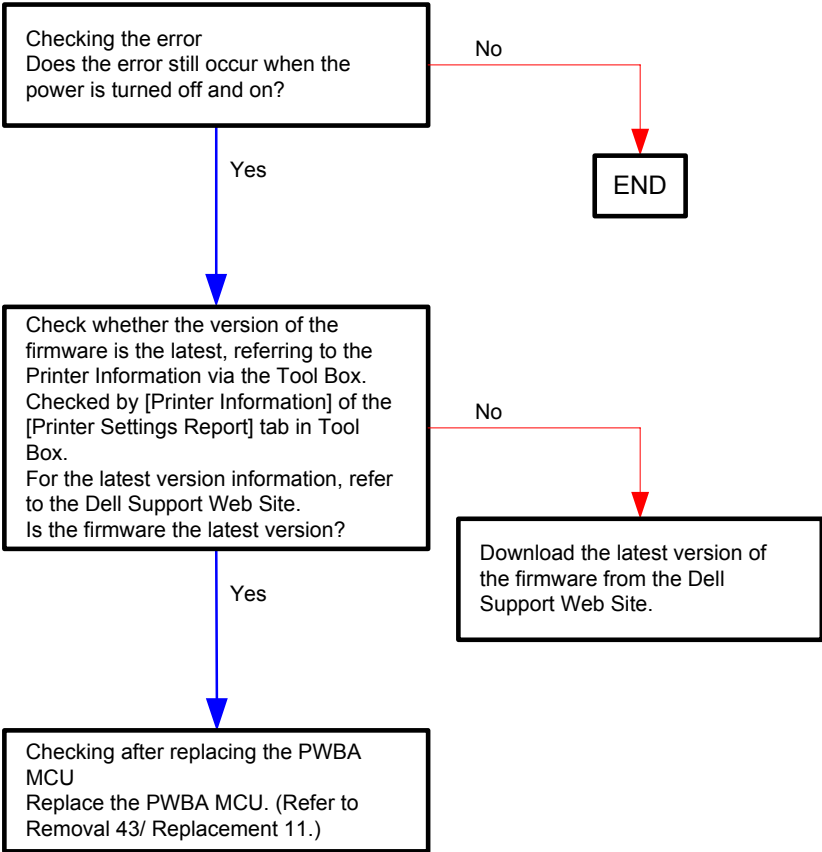 Checking the error
Does the error still occur when the
power is turned off and on?
No
Yes
END
Check whether the version of the
firmware is the latest, referring to the
Printer Information via the Tool Box.
Checked by [Printer Information] of the
[Printer Settings Report] tab in Tool
Box.
For the latest version information, refer
to the Dell Support Web Site.
Is the firmware the latest version?
No
Yes
Download the latest version of
the firmware from the Dell
Support Web Site.
Checking after replacing the PWBA
MCU
Replace the PWBA MCU. (Refer to
Removal 43/ Replacement 11.)